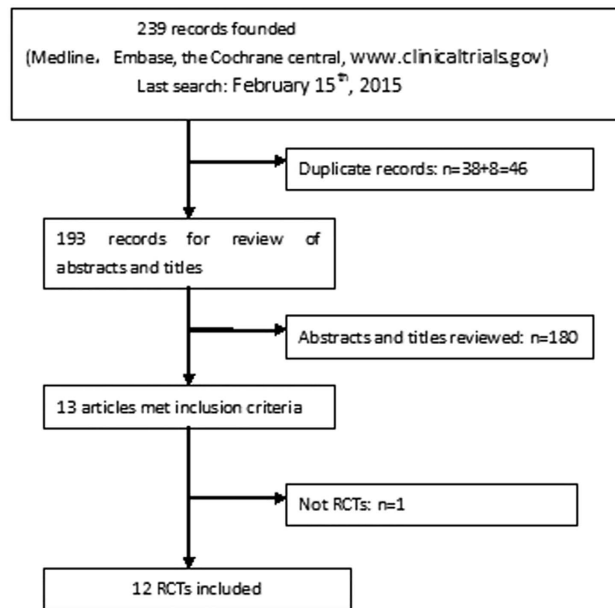 239 records founded
(Medline, Embase, the Cochrane central, www.clinicaltrials.gov)
Last search: February 15th, 2015
Duplicate records: n=38+8=46
193 records for review of
abstracts and titles
Abstracts and titles reviewed: n=180
13 articles met inclusion criteria
Not RCTs: n=1
12 RCTs included